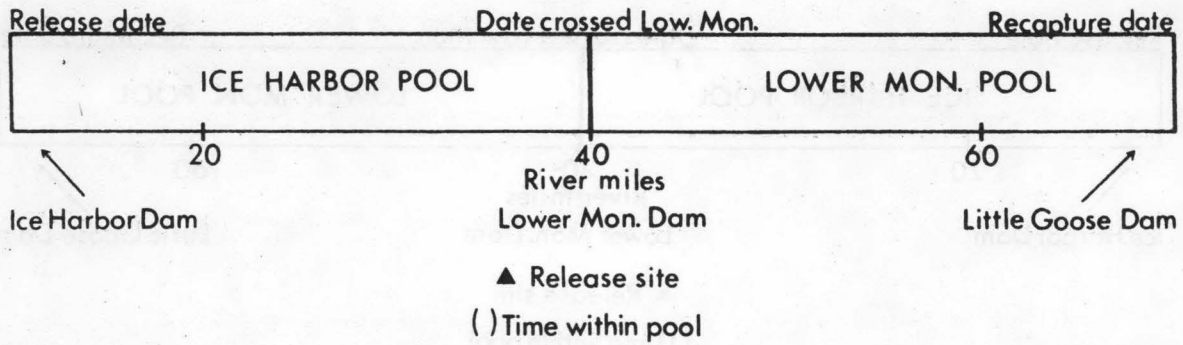 Release date Date crossed Low. Mon. Recapture date
ICE HARBOR POOL LOWER MON. POOL
20 40 60
River miles
Ice Harbor Dam Lower Mon. Dam Little Goose Dam
▲ Release site
( ) Time within pool